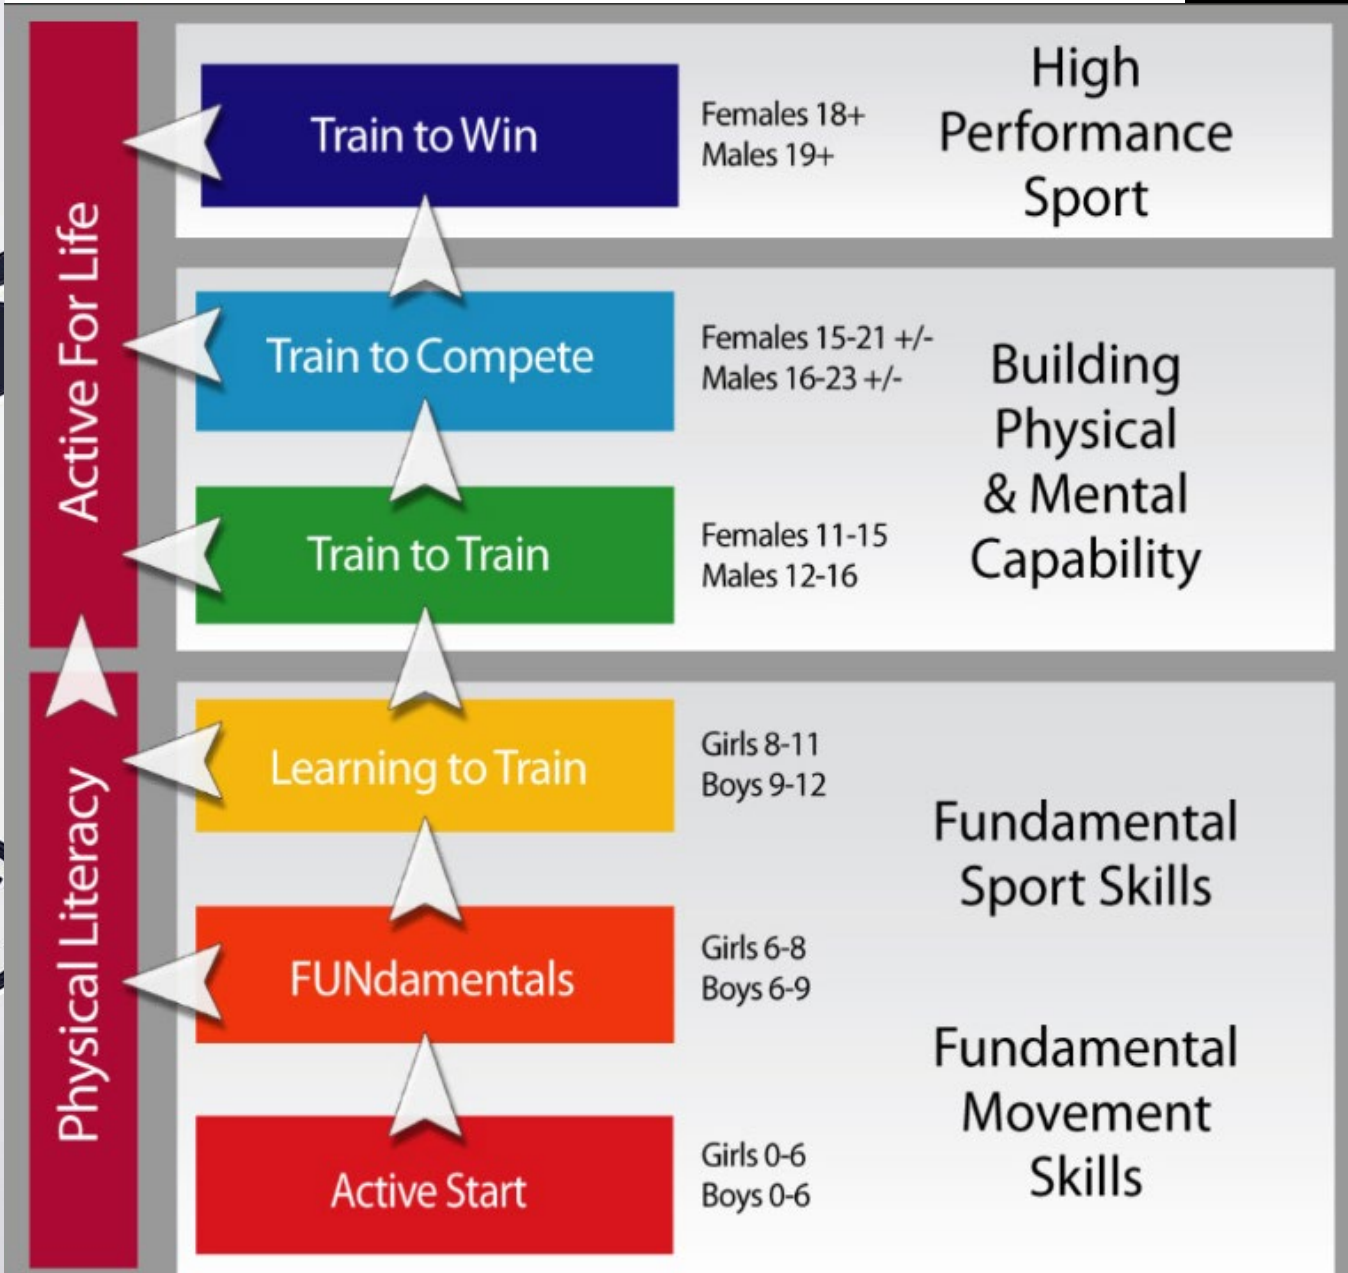 Active For Life
Physical Literacy
Train to Win
Females 18+
Males 19+
High
Performance
Sport
Train to Compete
Females 15-21 +/-
Males 16-23 +/-
Train to Train
Females 11-15
Males 12-16
Building
Physical
& Mental
Capability
Learning to Train
Girls 8-11
Boys 9-12
Fundamental
Sport Skills
FUNdamentals
Girls 6-8
Boys 6-9
Fundamental
Movement
Skills
Active Start
Girls 0-6
Boys 0-6